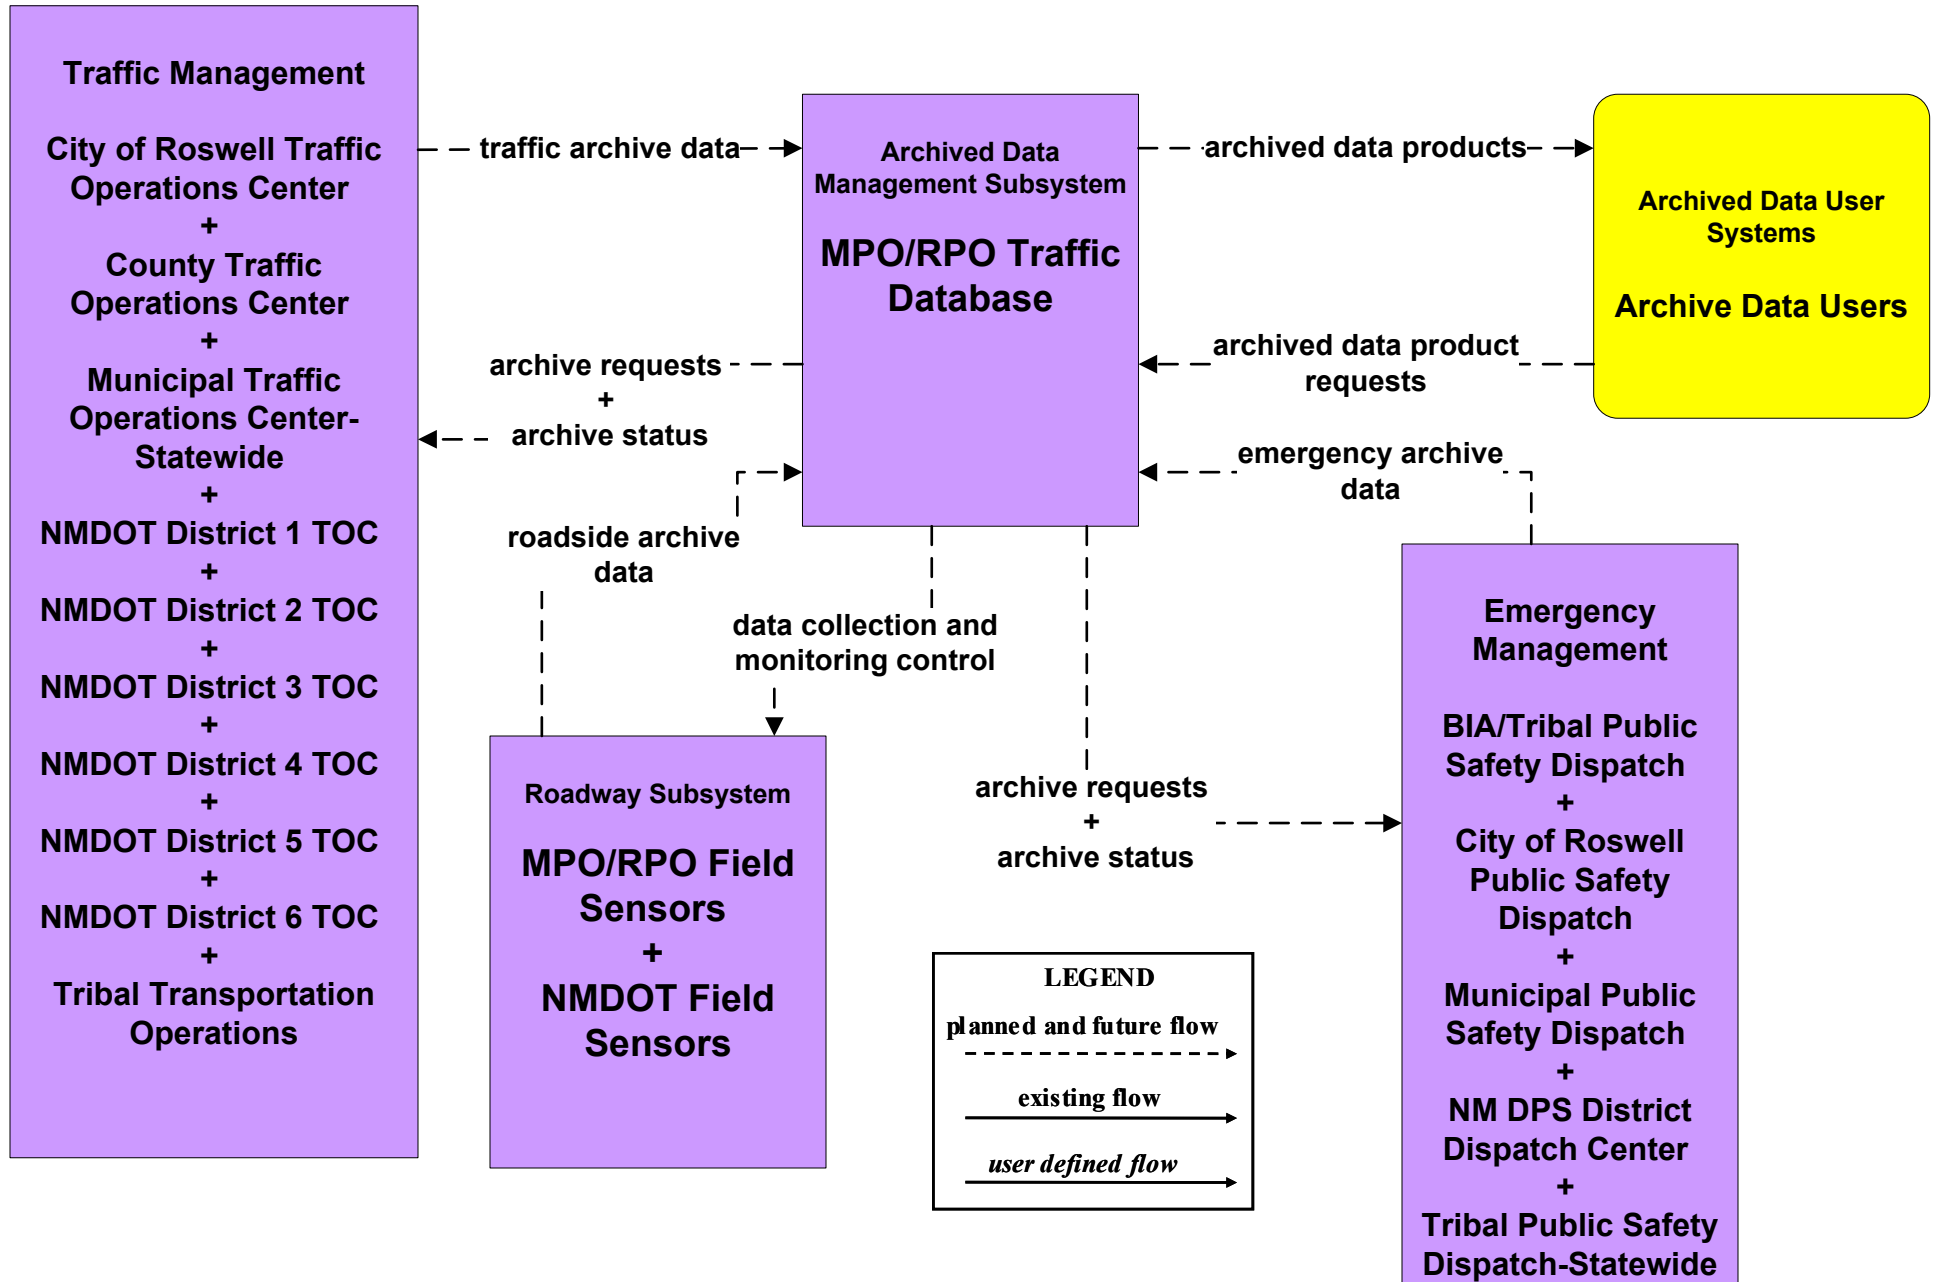 Traffic Management
City of Roswell Traffic
Operations Center
+
County Traffic
Operations Center
+
Municipal Traffic
Operations Center-
Statewide
+
NMDOT District 1 TOC
+
NMDOT District 2 TOC
+
NMDOT District 3 TOC
+
NMDOT District 4 TOC
+
NMDOT District 5 TOC
+
NMDOT District 6 TOC
+
Tribal Transportation
Operations
traffic archive data
archive requests
+
archive status
roadside archive
data
Archived Data
Management Subsystem
MPO/RPO Traffic
Database
archived data products
archived data product
requests
Archived Data User
Systems
Archive Data Users
emergency archive
data
data collection and
monitoring control
Roadway Subsystem
MPO/RPO Field
Sensors
+
NMDOT Field
Sensors
archive requests
+
archive status
Emergency
Management
BIA/Tribal Public
Safety Dispatch
+
City of Roswell
Public Safety
Dispatch
+
Municipal Public
Safety Dispatch
+
NM DPS District
Dispatch Center
+
Tribal Public Safety
Dispatch-Statewide
LEGEND
planned and future flow
existing flow
user defined flow